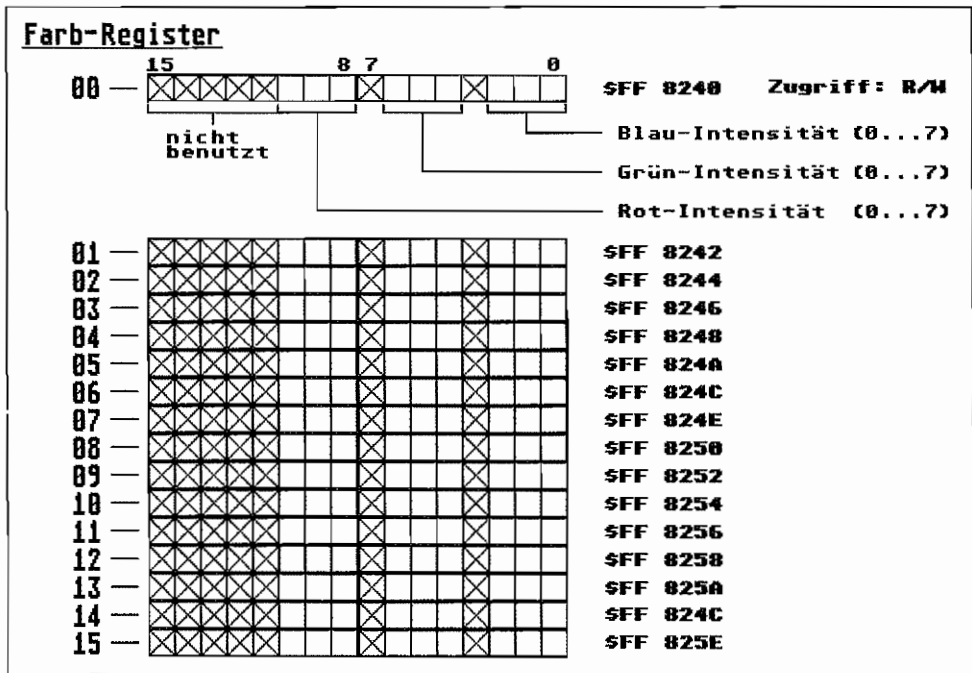 Farb-Register
15 8 7 0
00 — $FF 8240 Zugriff: R/W
nicht
benutzt
Blau-Intensität (0...7)
Grün-Intensität (0...7)
Rot-Intensität (0...7)
01 — $FF 8242
02 — $FF 8244
03 — $FF 8246
04 — $FF 8248
05 — $FF 824A
06 — $FF 824C
07 — $FF 824E
08 — $FF 8250
09 — $FF 8252
10 — $FF 8254
11 — $FF 8256
12 — $FF 8258
13 — $FF 825A
14 — $FF 824C
15 — $FF 825E